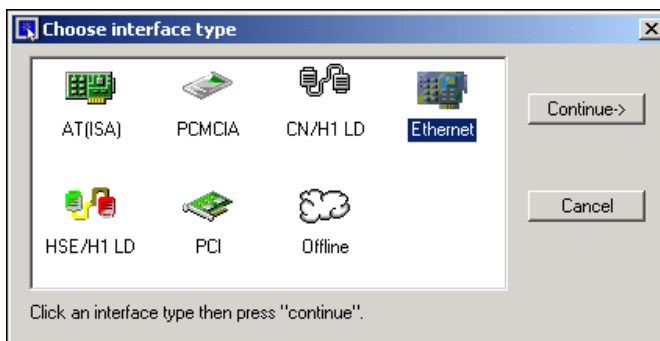 Choose interface type
AT(ISA) PCMCIA CN/H1 LD Ethernet
Continue->
HSE/H1 LD PCI Offline
Cancel
Click an interface type then press "continue".